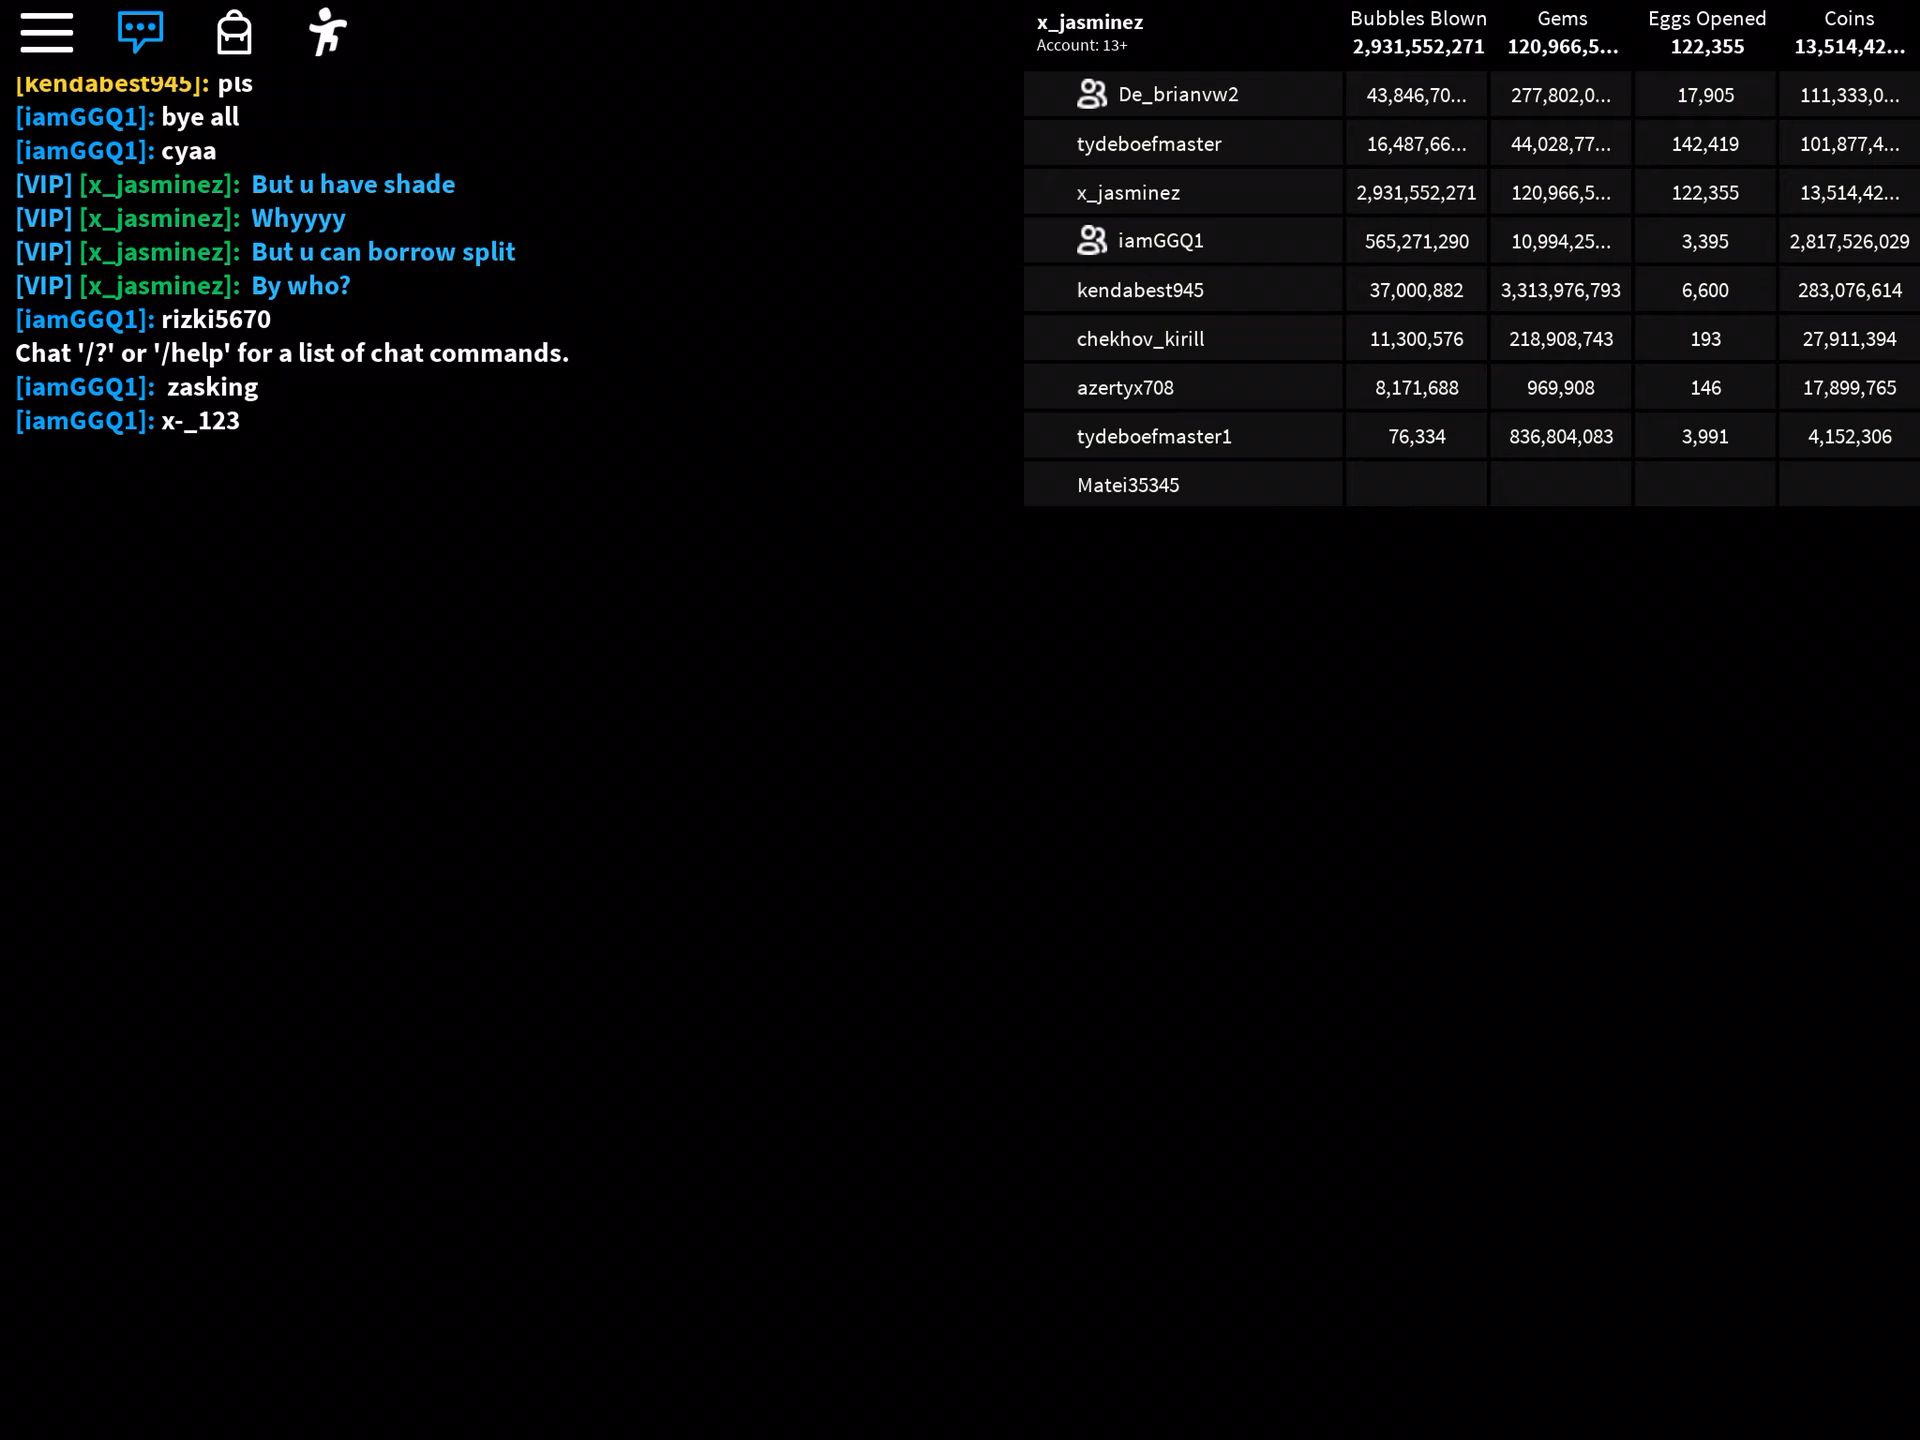 [kendabest945]: pls
[iamGGQ1]: bye all
[iamGGQ1]: cyaa
[VIP] [x_jasminez]: But u have shade
[VIP] [x_jasminez]: Whyyyy
[VIP] [x_jasminez]: But u can borrow split
[VIP] [x_jasminez]: By who?
[iamGGQ1]: rizki5670
Chat '/?' or '/help' for a list of chat commands.
[iamGGQ1]: zasking
[iamGGQ1]: x-_123
x_jasminez Bubbles Blown Gems Eggs Opened Coins
Account: 13+ 2,931,552,271 120,966,5... 122,355 13,514,42...
De_brianvw2 43,846,70... 277,802,0... 17,905 111,333,0...
tydeboefmaster 16,487,66... 44,028,77... 142,419 101,877,4...
x_jasminez 2,931,552,271 120,966,5... 122,355 13,514,42...
iamGGQ1 565,271,290 10,994,25... 3,395 2,817,526,029
kendabest945 37,000,882 3,313,976,793 6,600 283,076,614
chekhov_kirill 11,300,576 218,908,743 193 27,911,394
azertyx708 8,171,688 969,908 146 17,899,765
tydeboefmaster1 76,334 836,804,083 3,991 4,152,306
Matei35345